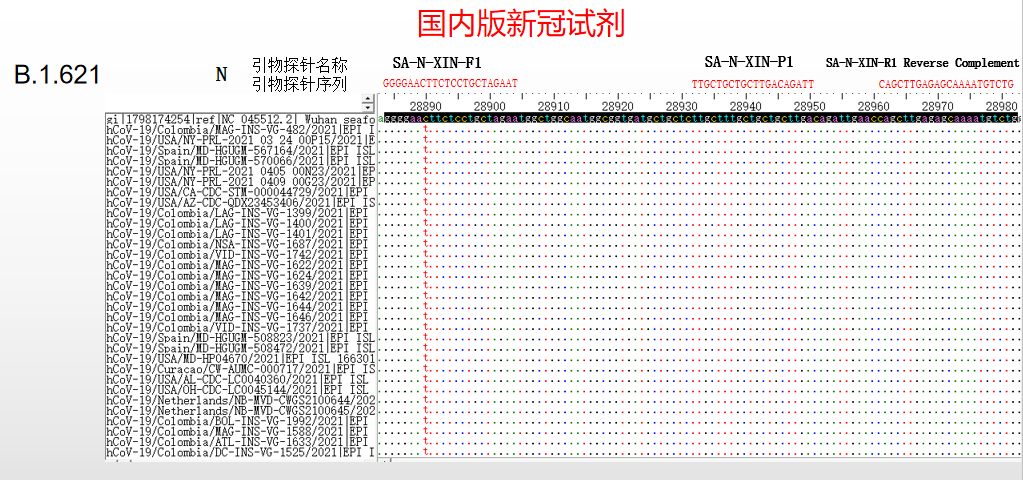 国内版新冠试剂
B.1.621
N
引物探针名称
引物探针序列
SA-N-XIN-F1
SA-N-XIN-P1
SA-N-XIN-R1 Reverse Complement
GGGGAACTTCTCCTGCTAGAAT
TTGCTGCTGCTTGACAGATT
CAGCTTGAGAGCAAAATGTCTG
28890 28900 28910 28920 28930 28940 28950 28960 28970 28980
gi|1798174254|ref|NC 045512.2| Wuhan seafo
aggggaacttctcctgctagaatggctggcaatggcggtgatgctgctcttgctttgctgctgcttgacagattgaaccagcttgagagcaaaatgtctg
hCoV-19/Colombia/MAG-INS-VG-482/2021|EPI I
hCoV-19/USA/NY-PRL-2021 03 24 00P15/2021|E
hCoV-19/Spain/MD-HGUGM-567164/2021|EPI ISL
hCoV-19/Spain/MD-HGUGM-570066/2021|EPI ISL
hCoV-19/USA/NY-PRL-2021 0405 00N23/2021|EP
hCoV-19/USA/NY-PRL-2021 0409 00G23/2021|EP
hCoV-19/USA/CA-CDC-STM-000044729/2021|EPI
hCoV-19/USA/AZ-CDC-QDX23453406/2021|EPI IS
hCoV-19/Colombia/LAG-INS-VG-1399/2021|EPI
hCoV-19/Colombia/LAG-INS-VG-1400/2021|EPI
hCoV-19/Colombia/LAG-INS-VG-1401/2021|EPI
hCoV-19/Colombia/NSA-INS-VG-1687/2021|EPI
hCoV-19/Colombia/VID-INS-VG-1742/2021|EPI
hCoV-19/Colombia/MAG-INS-VG-1622/2021|EPI
hCoV-19/Colombia/MAG-INS-VG-1624/2021|EPI
hCoV-19/Colombia/MAG-INS-VG-1639/2021|EPI
hCoV-19/Colombia/MAG-INS-VG-1642/2021|EPI
hCoV-19/Colombia/MAG-INS-VG-1644/2021|EPI
hCoV-19/Colombia/MAG-INS-VG-1646/2021|EPI
hCoV-19/Colombia/VID-INS-VG-1737/2021|EPI
hCoV-19/Spain/MD-HGUGM-508823/2021|EPI ISL
hCoV-19/Spain/MD-HGUGM-508472/2021|EPI ISL
hCoV-19/USA/MD-HP04670/2021|EPI ISL 166301
hCoV-19/Curacao/CW-AUMC-000717/2021|EPI IS
hCoV-19/USA/AL-CDC-LC0040360/2021|EPI ISL
hCoV-19/USA/OH-CDC-LC0045144/2021|EPI ISL
hCoV-19/Netherlands/NB-MVD-CWGS2100644/202
hCoV-19/Netherlands/NB-MVD-CWGS2100645/202
hCoV-19/Colombia/BOL-INS-VG-1992/2021|EPI
hCoV-19/Colombia/MAG-INS-VG-1588/2021|EPI
hCoV-19/Colombia/ATL-INS-VG-1633/2021|EPI
hCoV-19/Colombia/DC-INS-VG-1525/2021|EPI I